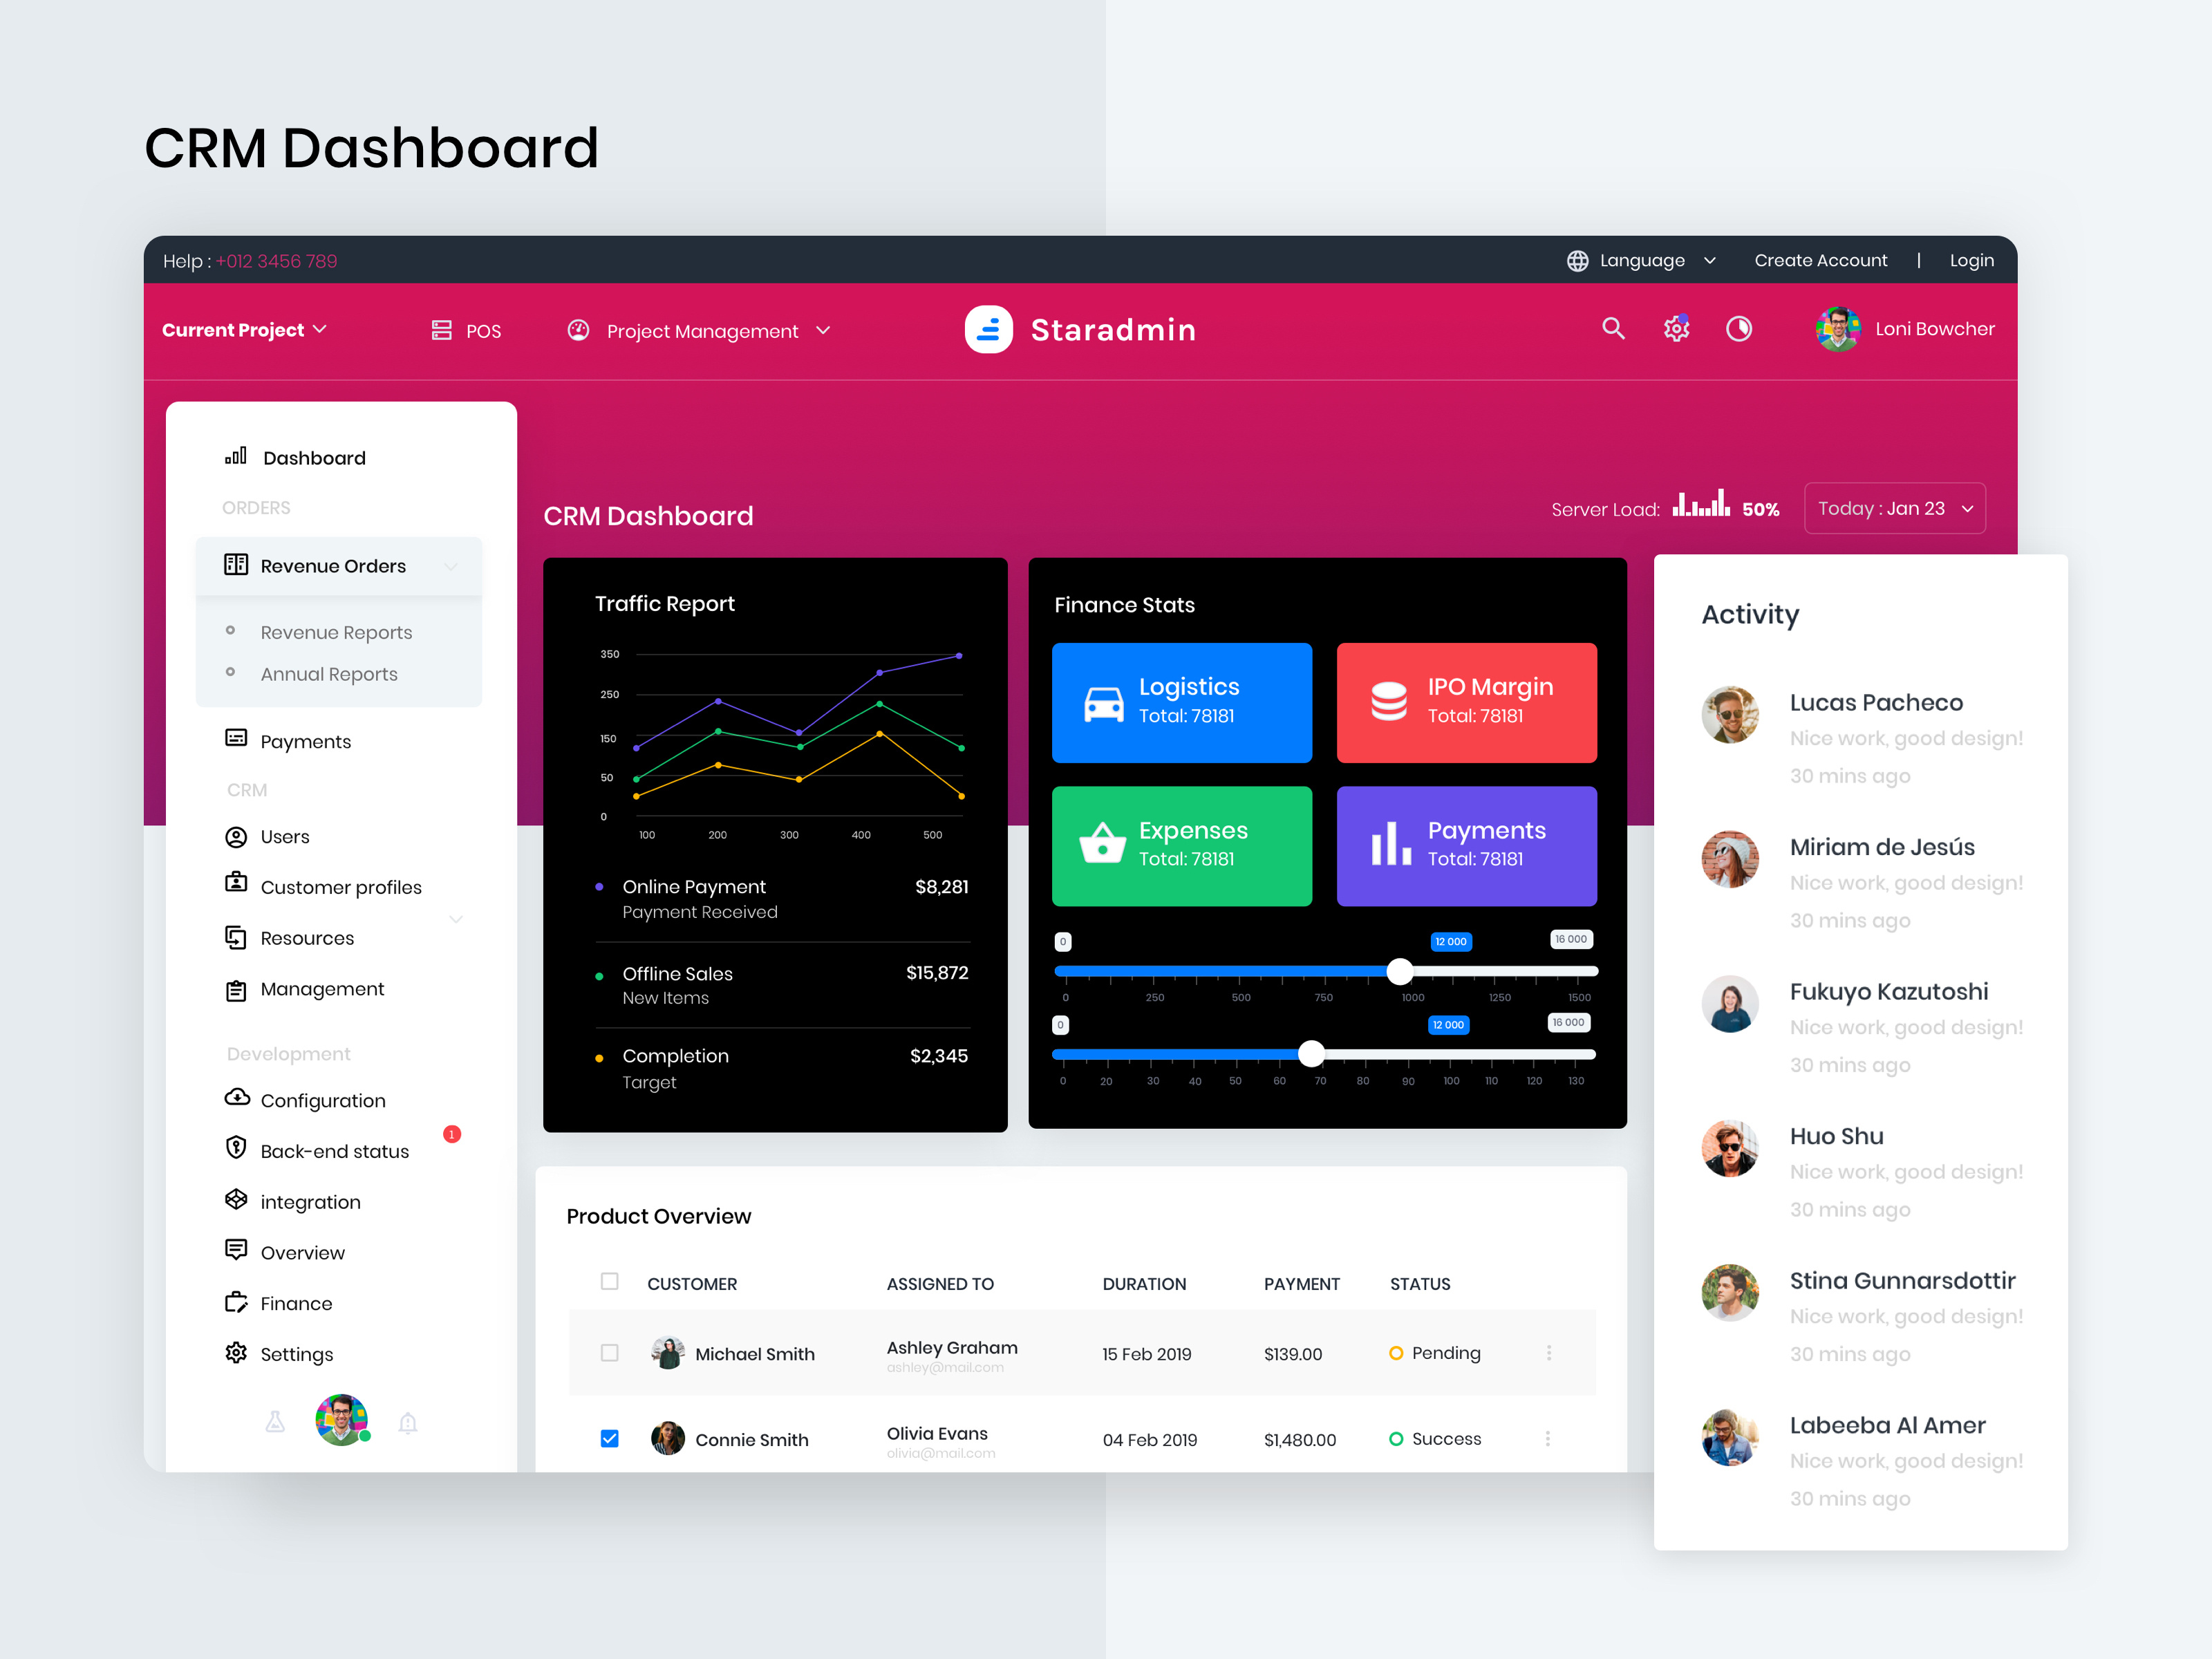 CRM Dashboard
Help : +012 3456 789
Language
Create Account | Login
Current Project
POS
Project Management
Staradmin
Loni Bowcher
Dashboard
ORDERS
Revenue Orders
Revenue Reports
Annual Reports
Payments
CRM
Users
Customer profiles
Resources
Management
Development
Configuration
1
Back-end status
integration
Overview
Finance
Settings
CRM Dashboard
Server Load: 50%
Today : Jan 23
Traffic Report
350
250
150
50
0
100 200 300 400 500
Online Payment $8,281
Payment Received
Offline Sales $15,872
New Items
Completion $2,345
Target
Finance Stats
Logistics
Total: 78181
IPO Margin
Total: 78181
Expenses
Total: 78181
Payments
Total: 78181
0 12 000 16 000
0 250 500 750 1000 1250 1500
0 12 000 16 000
0 20 30 40 50 60 70 80 90 100 110 120 130
Product Overview
CUSTOMER ASSIGNED TO DURATION PAYMENT STATUS
Michael Smith Ashley Graham 15 Feb 2019 $139.00 Pending
ashley@mail.com
Connie Smith Olivia Evans 04 Feb 2019 $1,480.00 Success
olivia@mail.com
Activity
Lucas Pacheco
Nice work, good design!
30 mins ago
Miriam de Jesús
Nice work, good design!
30 mins ago
Fukuyo Kazutoshi
Nice work, good design!
30 mins ago
Huo Shu
Nice work, good design!
30 mins ago
Stina Gunnarsdottir
Nice work, good design!
30 mins ago
Labeeba Al Amer
Nice work, good design!
30 mins ago